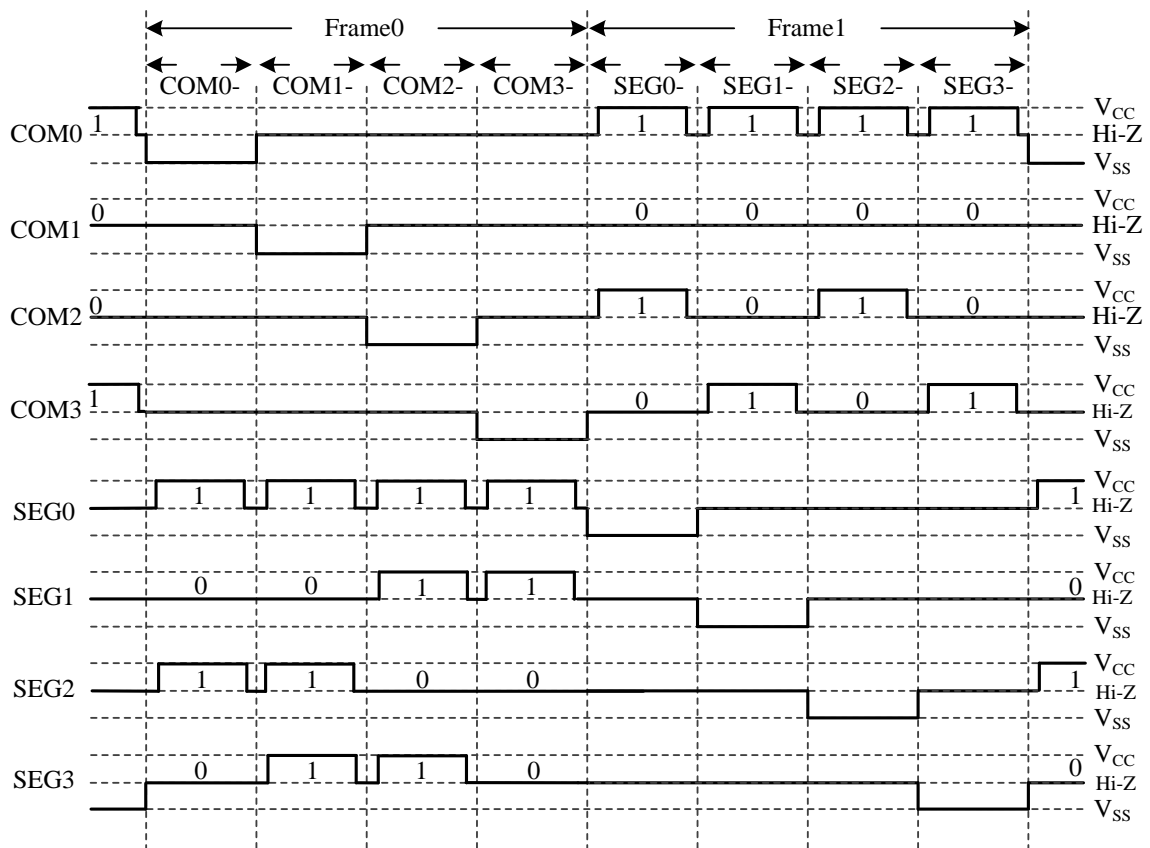 Frame0 Frame1
COM0- COM1- COM2- COM3- SEG0- SEG1- SEG2- SEG3-
VCC
COM0 1 1 1 1 1 Hi-Z
VSS
VCC
0 0 0 0 0
COM1 Hi-Z
VSS
VCC
0
COM2 1 0 1 0 Hi-Z
VSS
VCC
COM3 1 0 1 0 1 Hi-Z
VSS
VCC
SEG0 1 1 1 1 1 Hi-Z
VSS
VCC
SEG1 0 0 1 1 0 Hi-Z
VSS
VCC
SEG2 1 1 0 0 1 Hi-Z
VSS
VCC
SEG3 0 1 1 0 0 Hi-Z
VSS